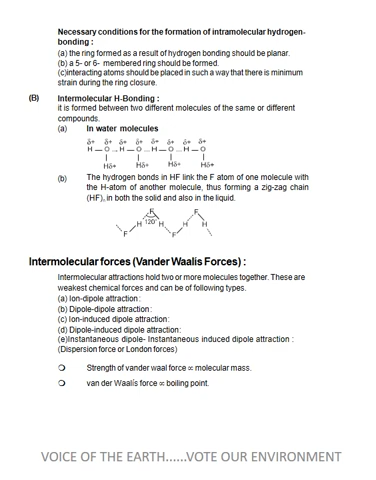 Necessary conditions for the formation of intramolecular hydrogen-
bonding :
(a) the ring formed as a result of hydrogen bonding should be planar.
(b) a 5- or 6- membered ring should be formed.
(c)interacting atoms should be placed in such a way that there is minimum
strain during the ring closure.
(B) Intermolecular H-Bonding :
it is formed between two different molecules of the same or different
compounds.
(a) In water molecules
δ+ δ+ δ+ δ+ δ+ δ+ δ+ δ+
H — O ... H — O ... H — O ... H — O
Hδ+ Hδ+ Hδ+ Hδ+
(b) The hydrogen bonds in HF link the F atom of one molecule with
the H-atom of another molecule, thus forming a zig-zag chain
(HF)ₙ in both the solid and also in the liquid.
F F
H 120° H H H
F F
Intermolecular forces (Vander Waalis Forces) :
Intermolecular attractions hold two or more molecules together. These are
weakest chemical forces and can be of following types.
(a) Ion-dipole attraction:
(b) Dipole-dipole attraction:
(c) Ion-induced dipole attraction:
(d) Dipole-induced dipole attraction:
(e)Instantaneous dipole- Instantaneous induced dipole attraction :
(Dispersion force or London forces)
❍ Strength of vander waal force ∝ molecular mass.
❍ van der Waalis force ∝ boiling point.
VOICE OF THE EARTH......VOTE OUR ENVIRONMENT